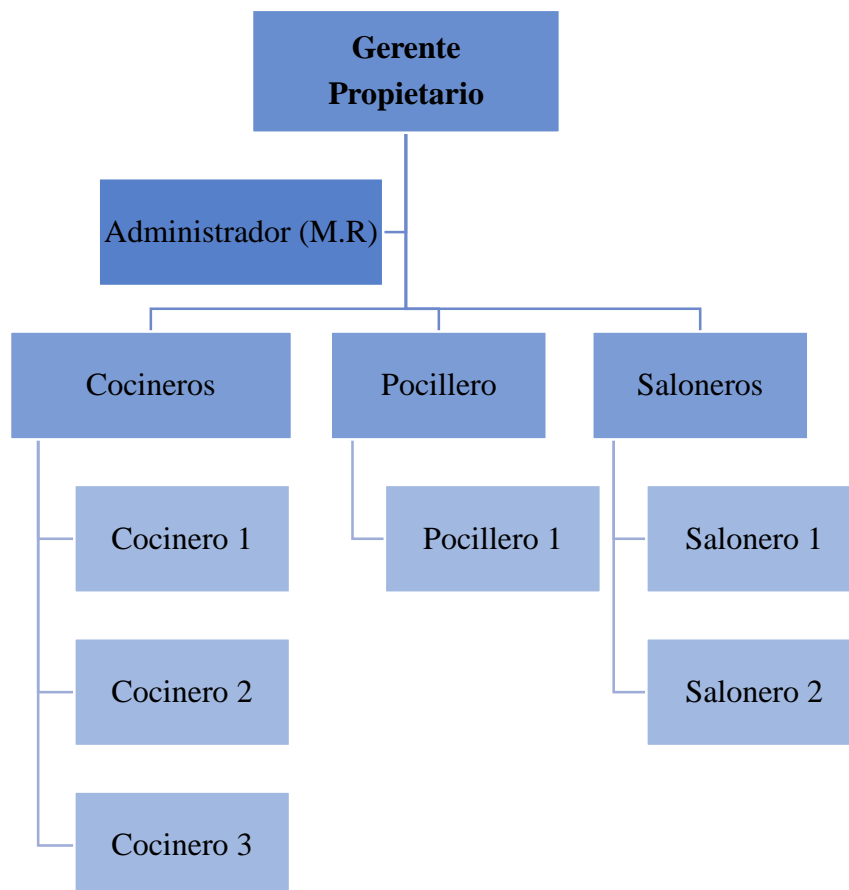 Gerente
Propietario
Administrador (M.R)
Cocineros
Pocillero
Saloneros
Cocinero 1
Pocillero 1
Salonero 1
Cocinero 2
Salonero 2
Cocinero 3